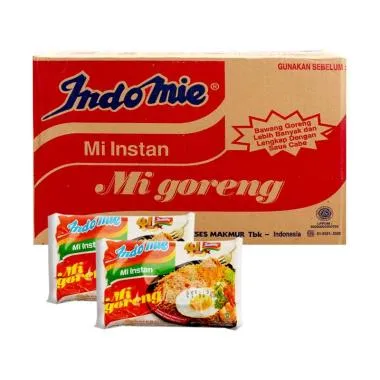 GUNAKAN SEBELUM :
Indomie®
Bawang Goreng
Lebih Banyak dan
Lengkap Dengan
Saus Cabe
Mi Instan
Mi goreng
SES MAKMUR Tbk - Indonesia
Indomie
Mi Instan
Mi
goreng
Indomie
Mi Instan
Mi
goreng